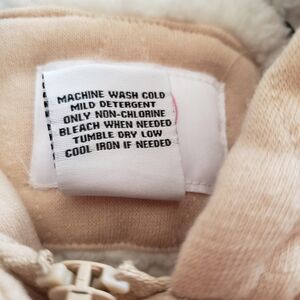 MACHINE WASH COLD
MILD DETERGENT
ONLY NON-CHLORINE
BLEACH WHEN NEEDED
TUMBLE DRY LOW
COOL IRON IF NEEDED